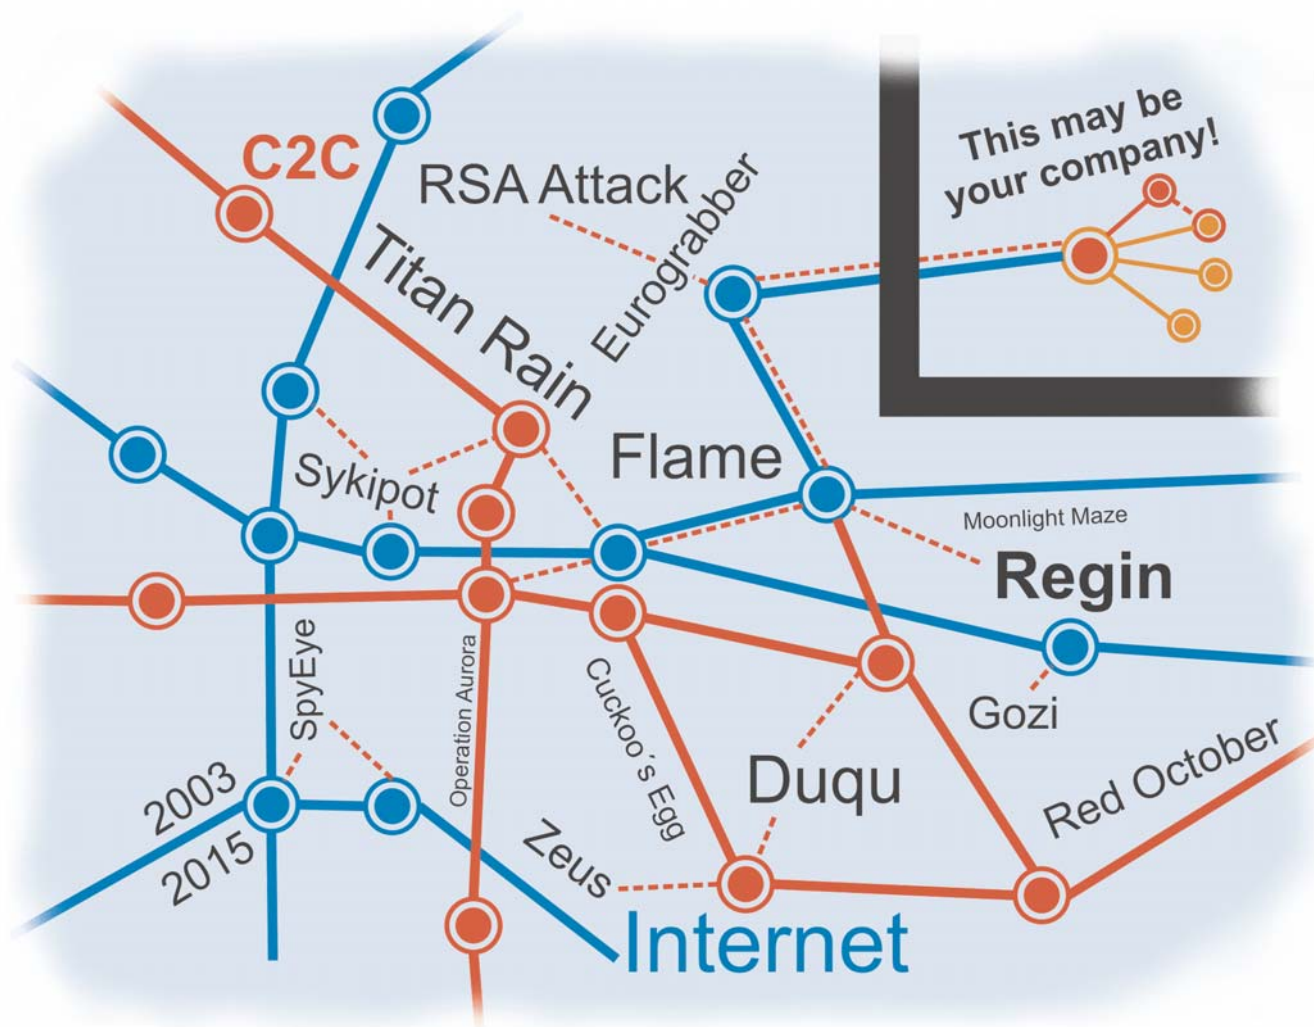 This may be
your company!
C2C
RSA Attack
Eurograbber
Titan Rain
Flame
Sykipot
Moonlight Maze
Regin
SpyEye
Operation Aurora
Cuckoo´s Egg
Gozi
Duqu
Red October
2003
2015
Zeus
Internet